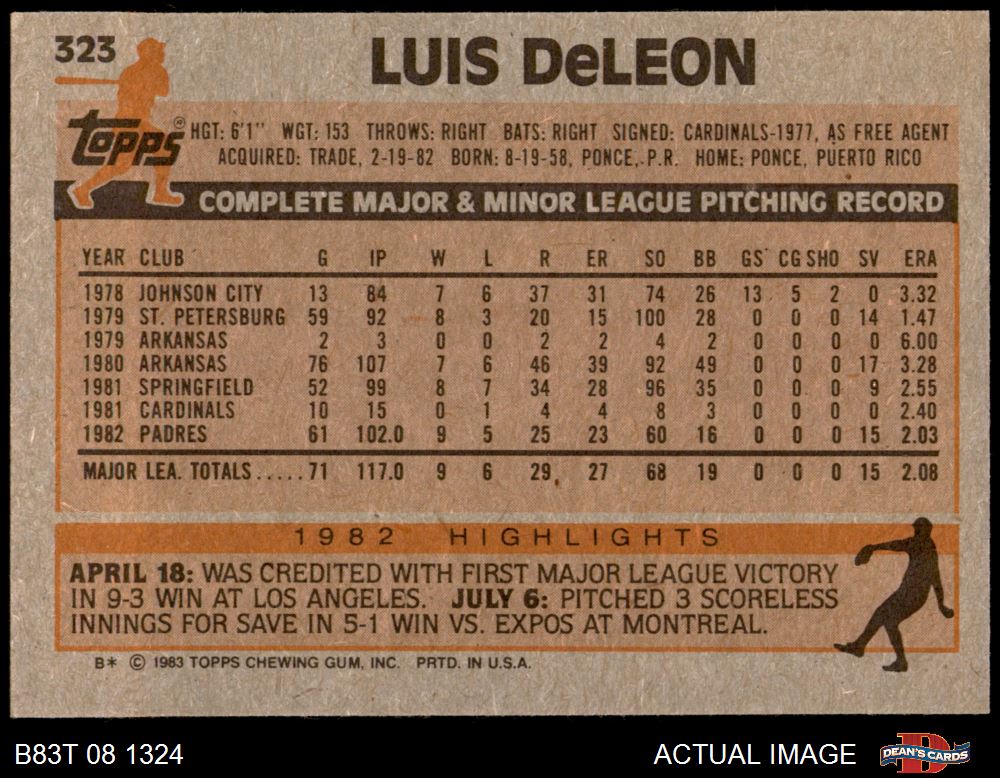 323
LUIS DeLEON
topps
®
HGT: 6'1" WGT: 153 THROWS: RIGHT BATS: RIGHT SIGNED: CARDINALS-1977, AS FREE AGENT
ACQUIRED: TRADE, 2-19-82 BORN: 8-19-58, PONCE, P.R. HOME: PONCE, PUERTO RICO
COMPLETE MAJOR & MINOR LEAGUE PITCHING RECORD
YEAR CLUB G IP W L R ER SO BB GS CG SHO SV ERA
1978 JOHNSON CITY 13 84 7 6 37 31 74 26 13 5 2 0 3.32
1979 ST. PETERSBURG 59 92 8 3 20 15 100 28 0 0 0 14 1.47
1979 ARKANSAS 2 3 0 0 2 2 4 2 0 0 0 0 6.00
1980 ARKANSAS 76 107 7 6 46 39 92 49 0 0 0 17 3.28
1981 SPRINGFIELD 52 99 8 7 34 28 96 35 0 0 0 9 2.55
1981 CARDINALS 10 15 0 1 4 4 8 3 0 0 0 0 2.40
1982 PADRES 61 102.0 9 5 25 23 60 16 0 0 0 15 2.03
MAJOR LEA. TOTALS.....71 117.0 9 6 29 27 68 19 0 0 0 15 2.08
1982 HIGHLIGHTS
APRIL 18: WAS CREDITED WITH FIRST MAJOR LEAGUE VICTORY
IN 9-3 WIN AT LOS ANGELES. JULY 6: PITCHED 3 SCORELESS
INNINGS FOR SAVE IN 5-1 WIN VS. EXPOS AT MONTREAL.
B* © 1983 TOPPS CHEWING GUM, INC. PRTD. IN U.S.A.
B83T 08 1324
ACTUAL IMAGE
DEAN'S CARDS